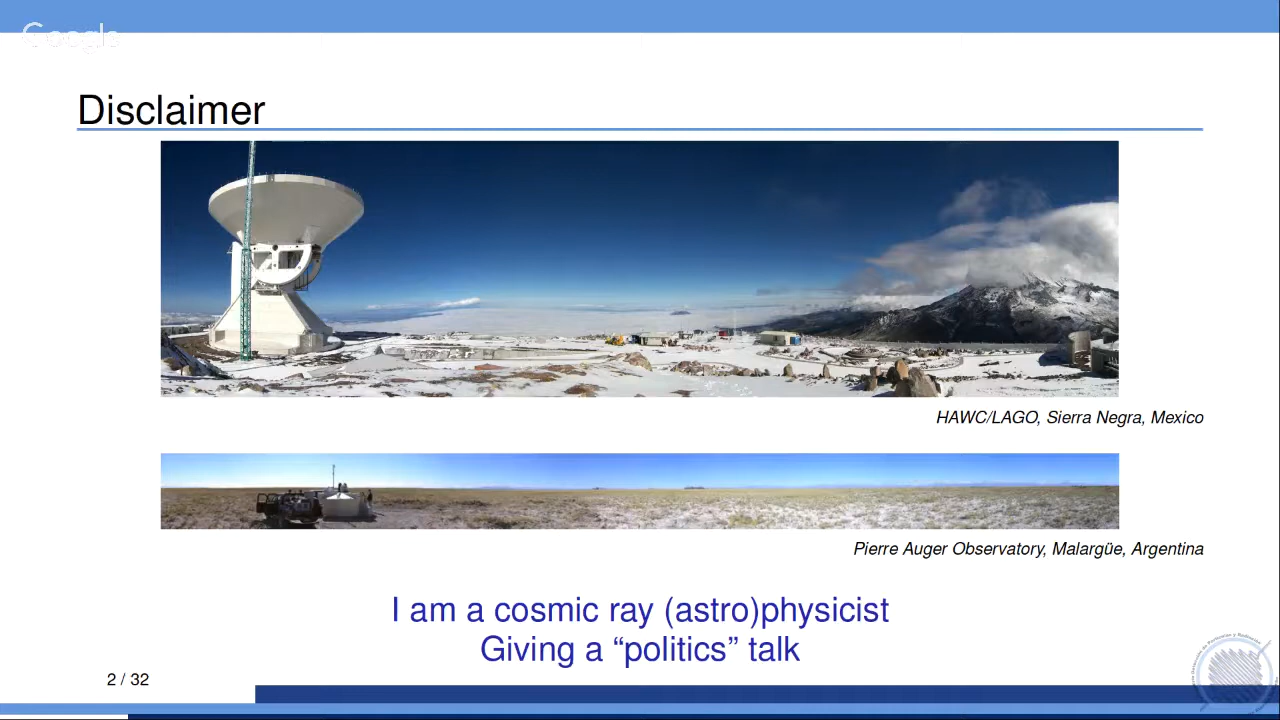 Google
Disclaimer
HAWC/LAGO, Sierra Negra, Mexico
Pierre Auger Observatory, Malargüe, Argentina
I am a cosmic ray (astro)physicist
Giving a “politics” talk
2 / 32